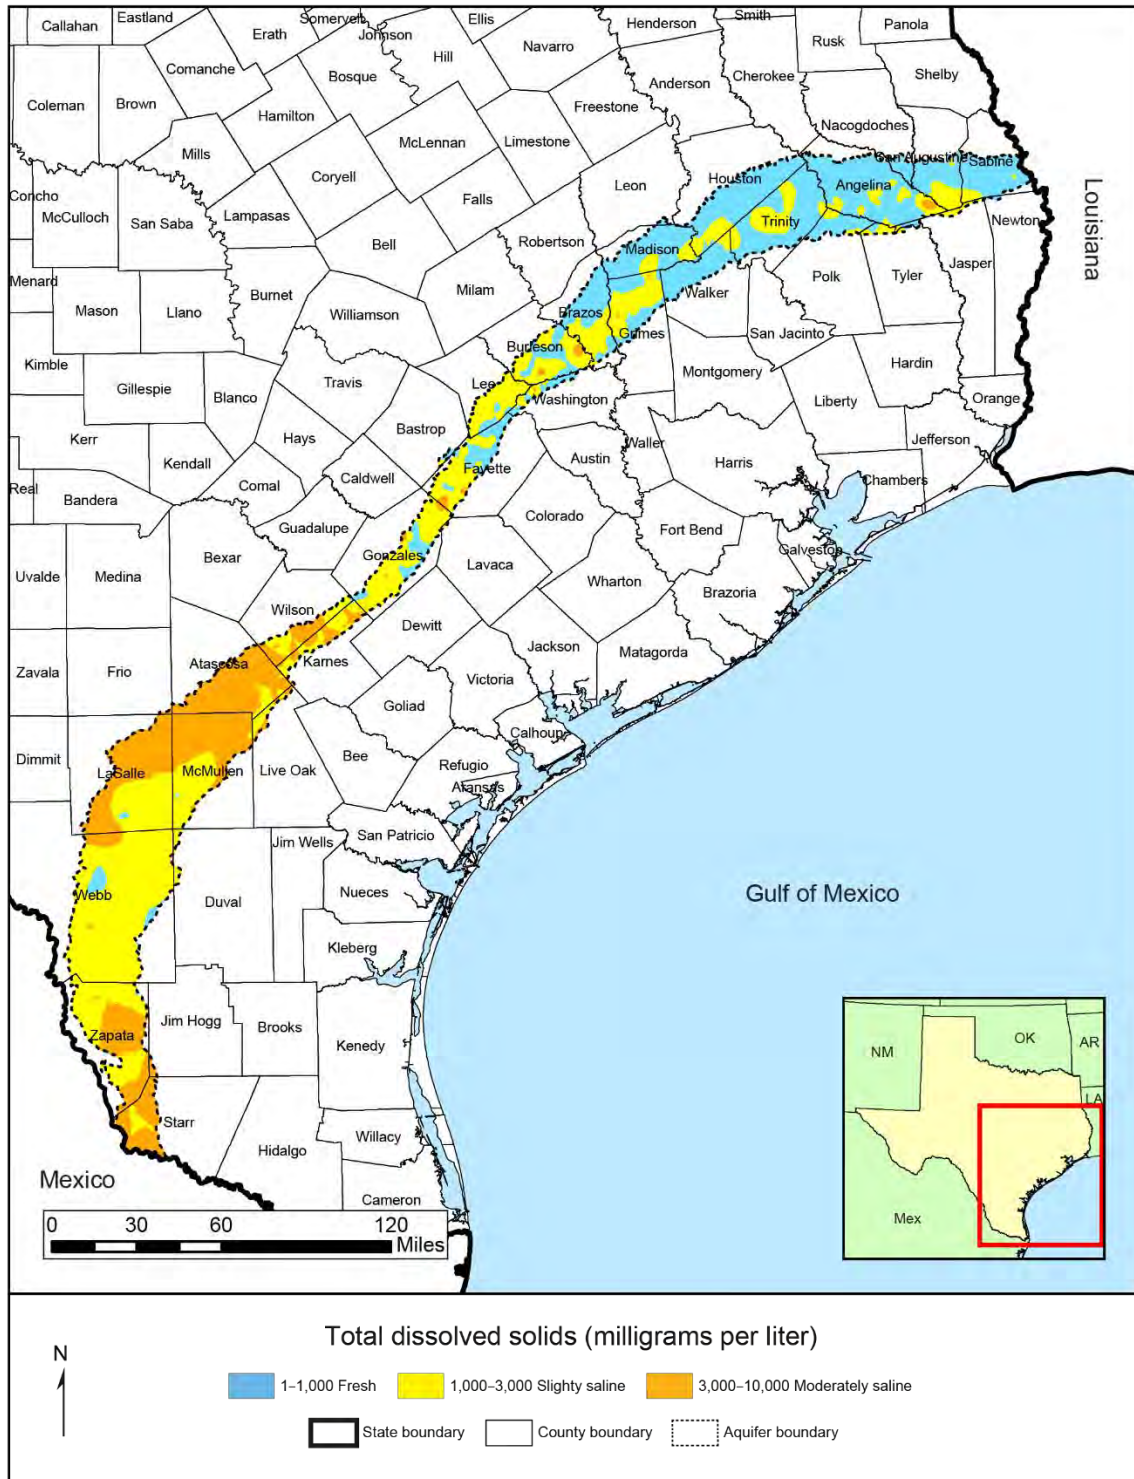 Callahan
Eastland
Erath
Somervell
Johnson
Ellis
Hill
Navarro
Henderson
Smith
Rusk
Panola
Comanche
Bosque
Anderson
Cherokee
Shelby
Coleman
Brown
Hamilton
Freestone
Nacogdoches
Mills
McLennan
Limestone
San Augustine
Sabine
Coryell
Houston
Angelina
Leon
Concho
McCulloch
San Saba
Lampasas
Falls
Trinity
Newton
Louisiana
Bell
Robertson
Madison
Jasper
Menard
Burnet
Milam
Polk
Tyler
Mason
Llano
Williamson
Brazos
Walker
Grimes
San Jacinto
Kimble
Burleson
Hardin
Gillespie
Blanco
Travis
Lee
Washington
Montgomery
Liberty
Orange
Kerr
Hays
Bastrop
Jefferson
Kendall
Fayette
Austin
Waller
Harris
Real
Bandera
Comal
Caldwell
Chambers
Guadalupe
Colorado
Fort Bend
Bexar
Gonzales
Galveston
Uvalde
Medina
Lavaca
Wharton
Brazoria
Wilson
Dewitt
Zavala
Frio
Atascosa
Karnes
Jackson
Matagorda
Victoria
Goliad
Dimmit
LaSalle
McMullen
Live Oak
Bee
Calhoun
Refugio
Aransas
Jim Wells
San Patricio
Webb
Duval
Nueces
Gulf of Mexico
Kleberg
Zapata
Jim Hogg
Brooks
Kenedy
Starr
Willacy
Hidalgo
Mexico
Cameron
0 30 60 120
Miles
NM
OK
AR
LA
Mex
Total dissolved solids (milligrams per liter)
N
1–1,000 Fresh
1,000–3,000 Slighty saline
3,000–10,000 Moderately saline
State boundary
County boundary
Aquifer boundary